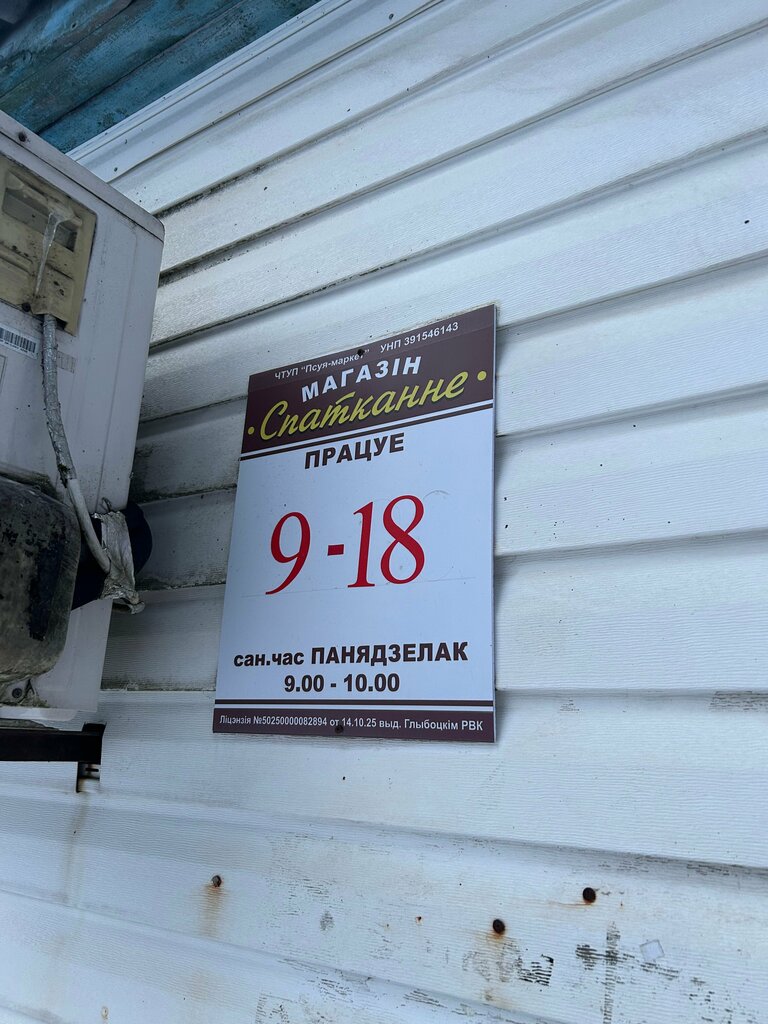 ЧТУП "Псуя-маркет" УНП 391546143
МАГАЗІН
• Спатканне •
ПРАЦУЕ
9-18
сан.час ПАНЯДЗЕЛАК
9.00 - 10.00
Ліцэнзія №50250000082894 от 14.10.25 выд. Глыбоцкім РВК